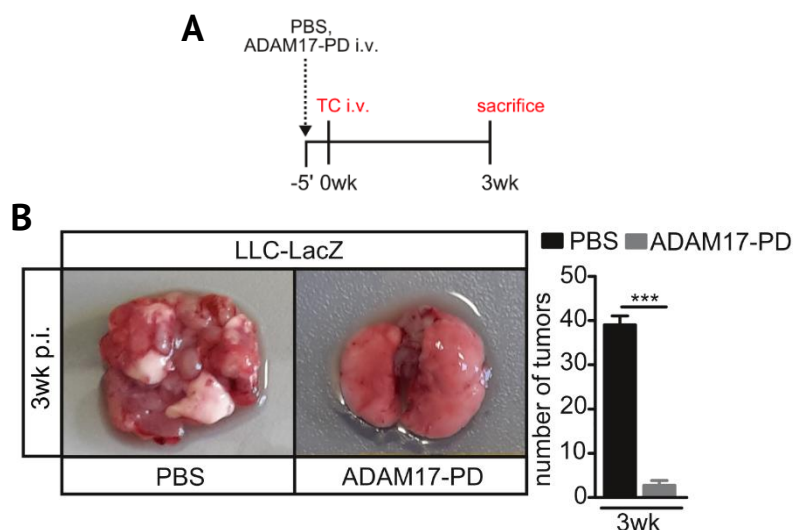 A
PBS,
ADAM17-PD i.v.
TC i.v.
sacrifice
-5' 0wk
3wk
B
LLC-LacZ
3wk p.i.
PBS
ADAM17-PD
PBS ADAM17-PD
number of tumors
50
40
30
20
10
0
***
3wk